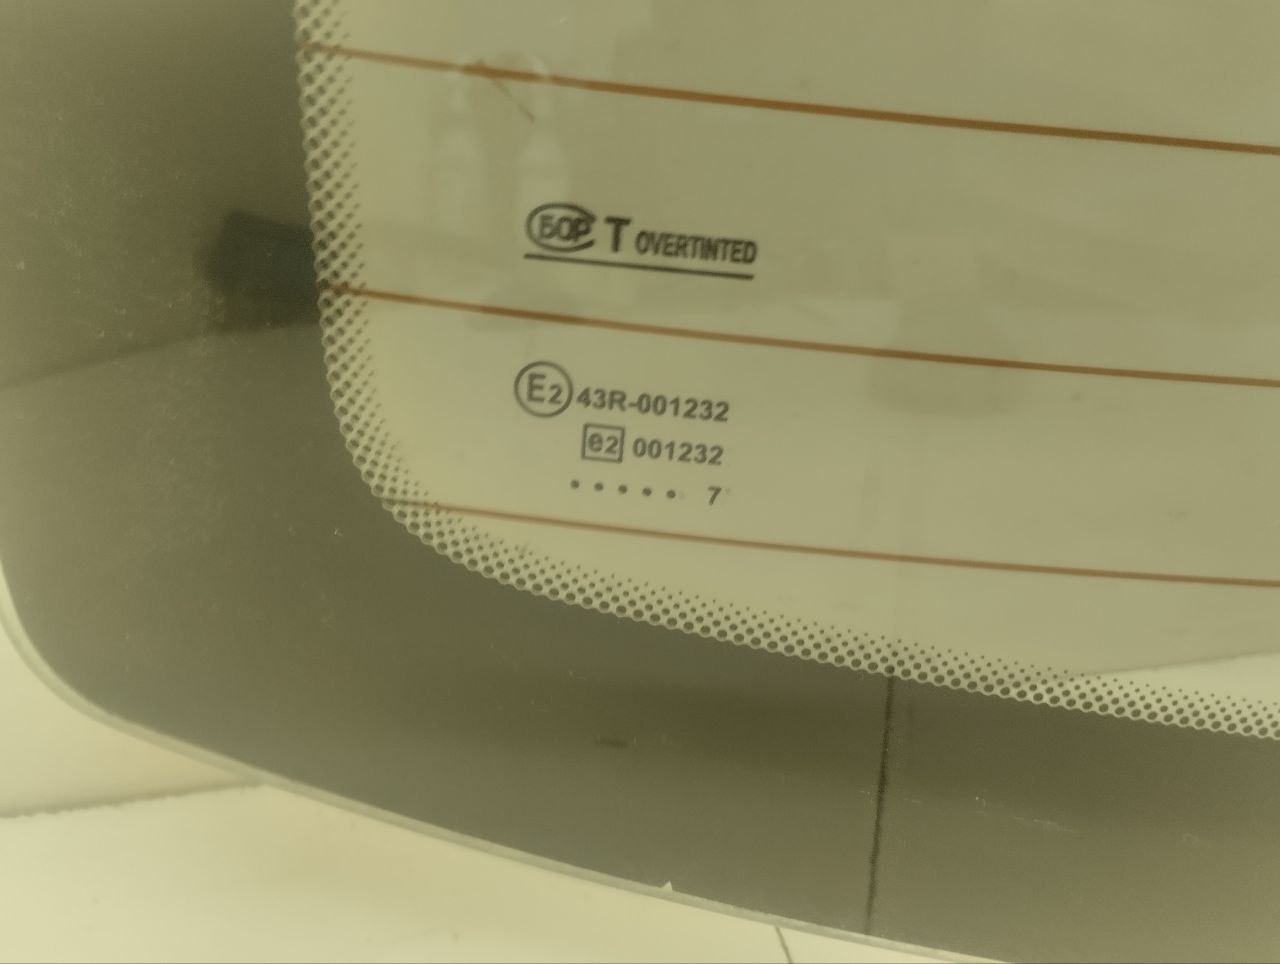 БОР T OVERTINTED
E2 43R-001232
e2 001232
• • • • • 7